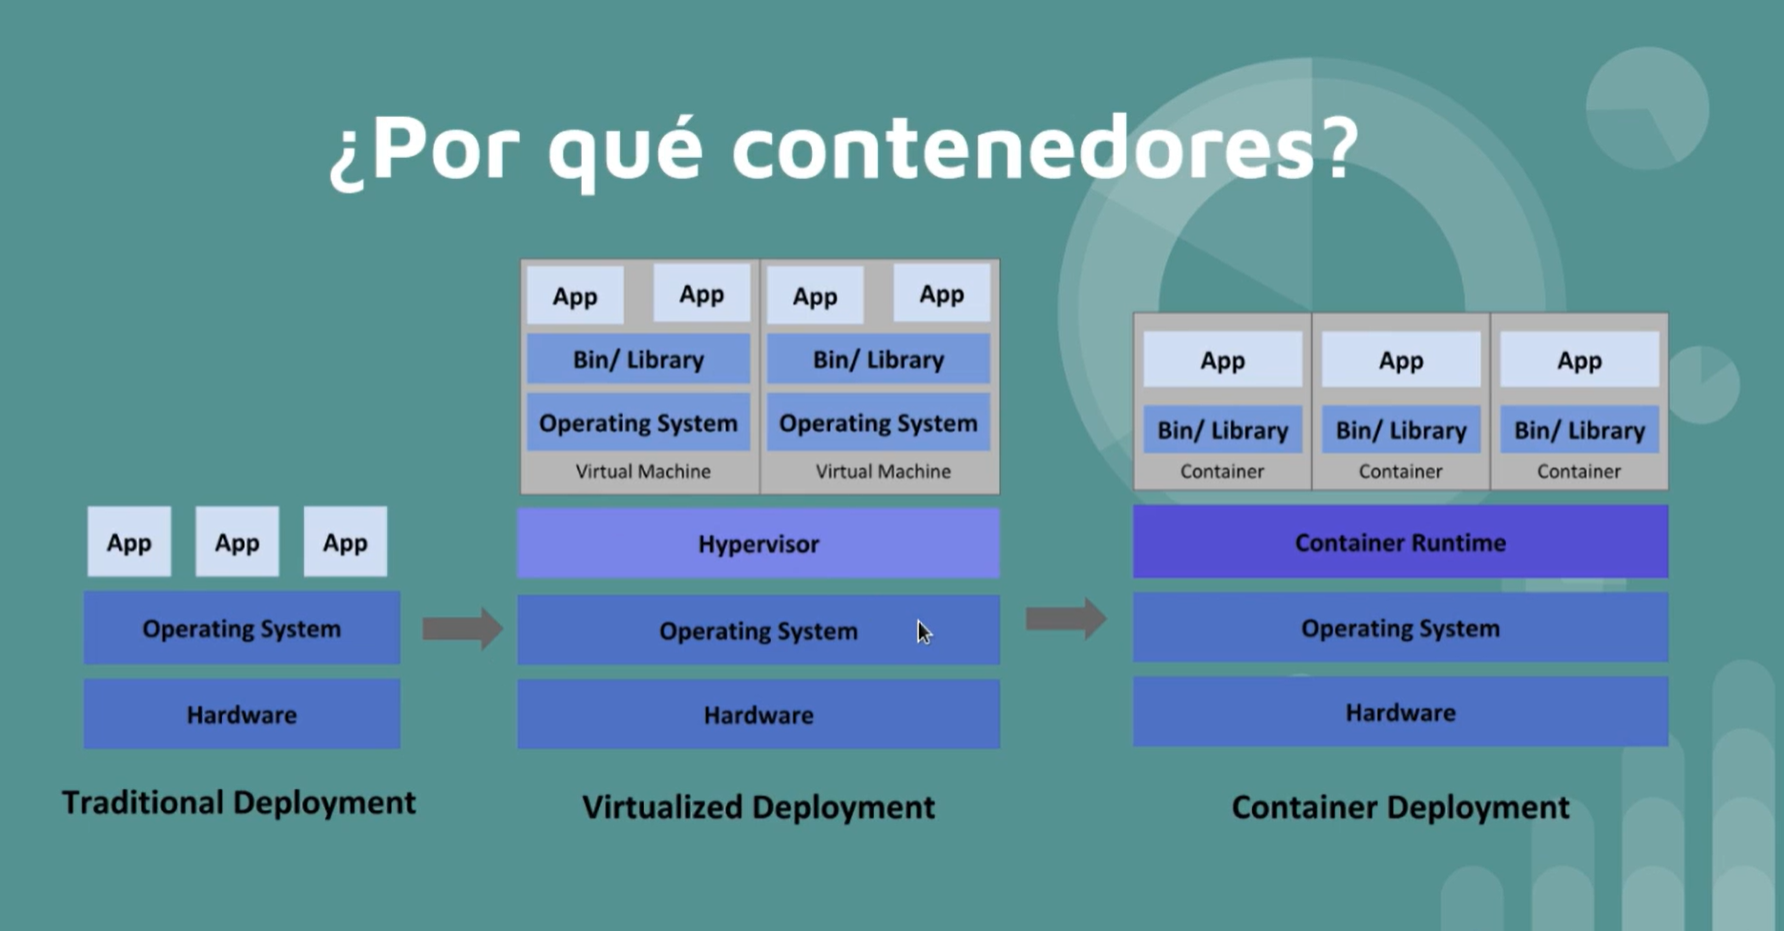 ¿Por qué contenedores?
App App App
Operating System
Hardware
Traditional Deployment
App App App App
Bin/ Library Bin/ Library
Operating System Operating System
Virtual Machine Virtual Machine
Hypervisor
Operating System
Hardware
Virtualized Deployment
App App App
Bin/ Library Bin/ Library Bin/ Library
Container Container Container
Container Runtime
Operating System
Hardware
Container Deployment